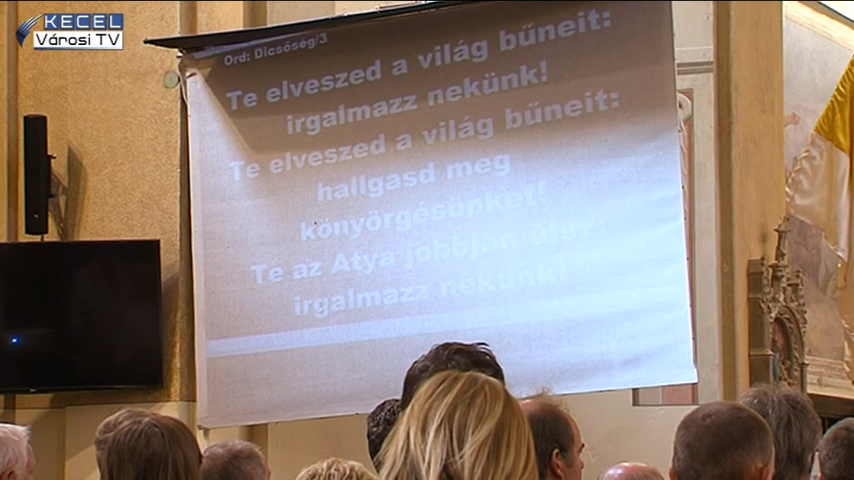 KECEL
Városi TV
Ord: Dicsőség/3
Te elveszed a világ bűneit:
irgalmazz nekünk!
Te elveszed a világ bűneit:
hallgasd meg
könyörgésünket!
Te az Atya jobbján ülsz:
irgalmazz nekünk!